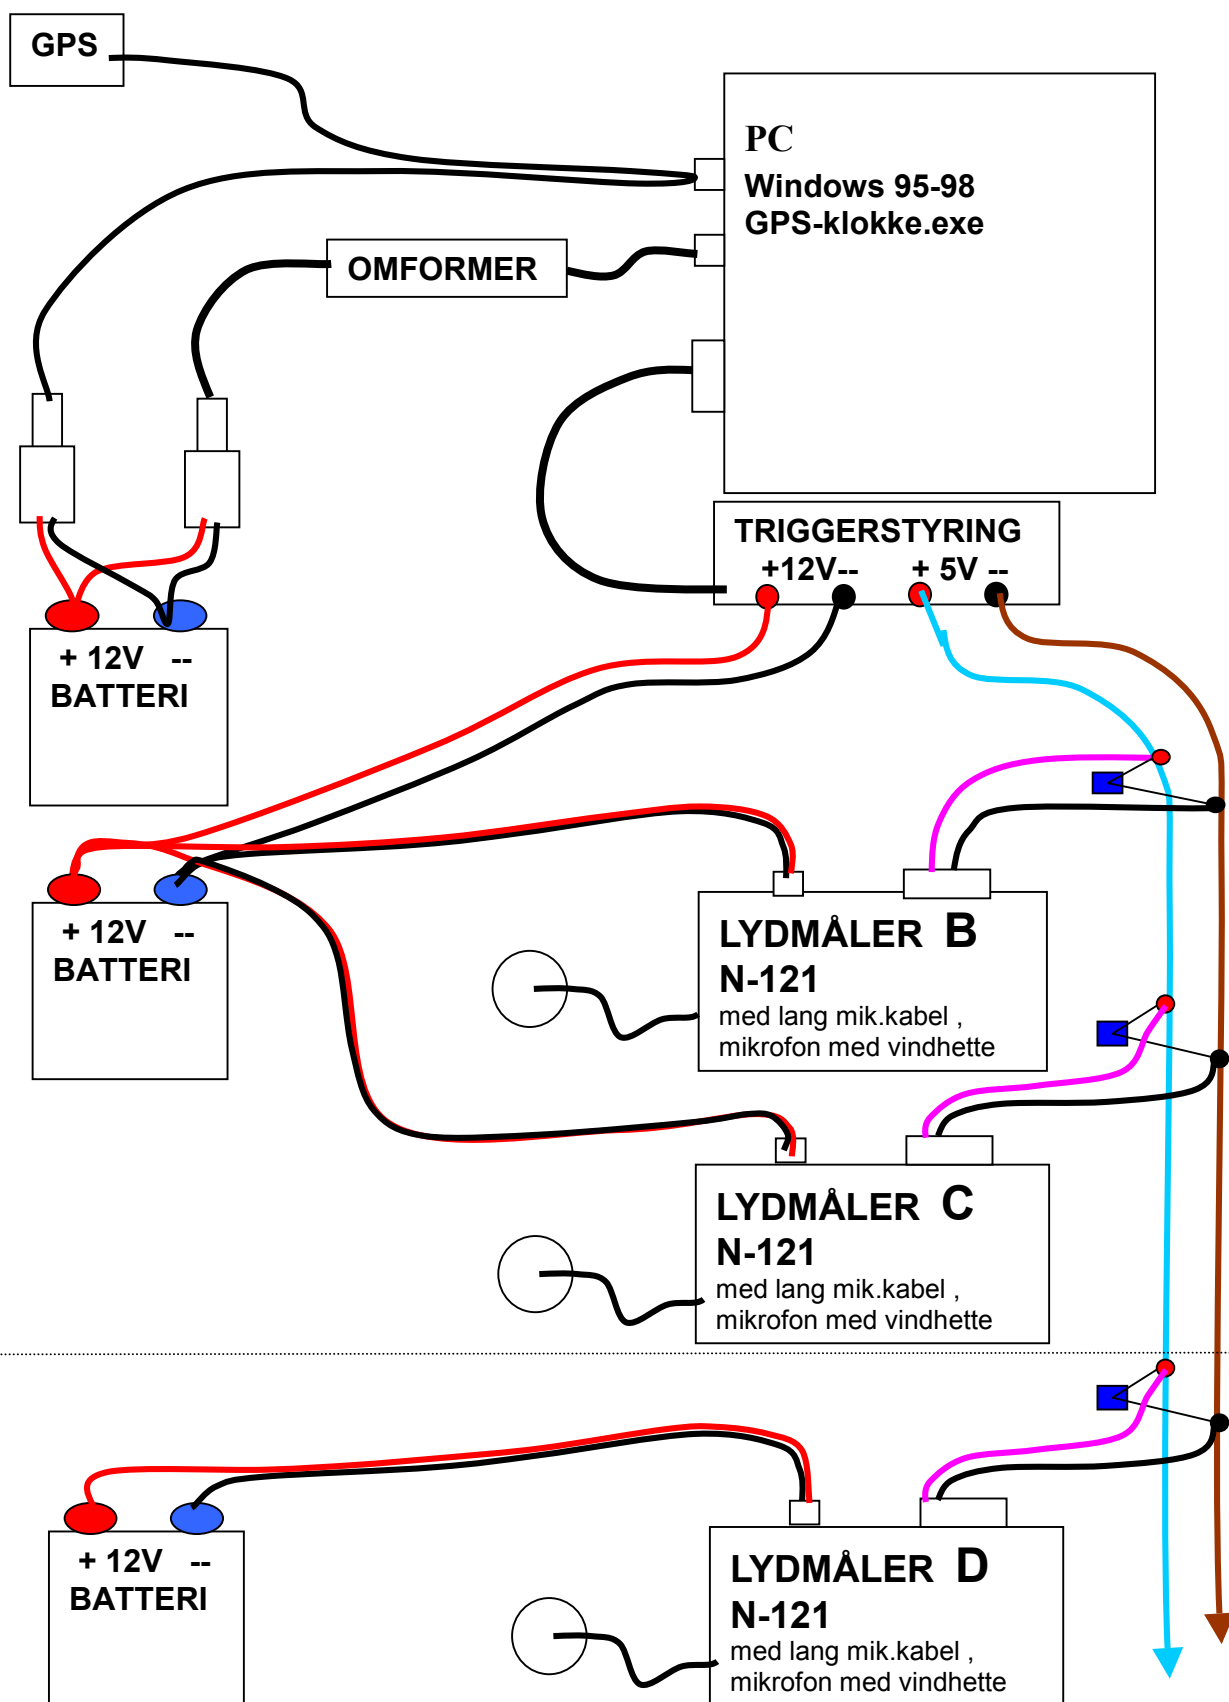 GPS
PC
Windows 95-98
GPS-klokke.exe
OMFORMER
TRIGGERSTYRING
+12V-- + 5V --
+ 12V --
BATTERI
+ 12V --
BATTERI
LYDMÅLER B
N-121
med lang mik.kabel ,
mikrofon med vindhette
LYDMÅLER C
N-121
med lang mik.kabel ,
mikrofon med vindhette
+ 12V --
BATTERI
LYDMÅLER D
N-121
med lang mik.kabel ,
mikrofon med vindhette